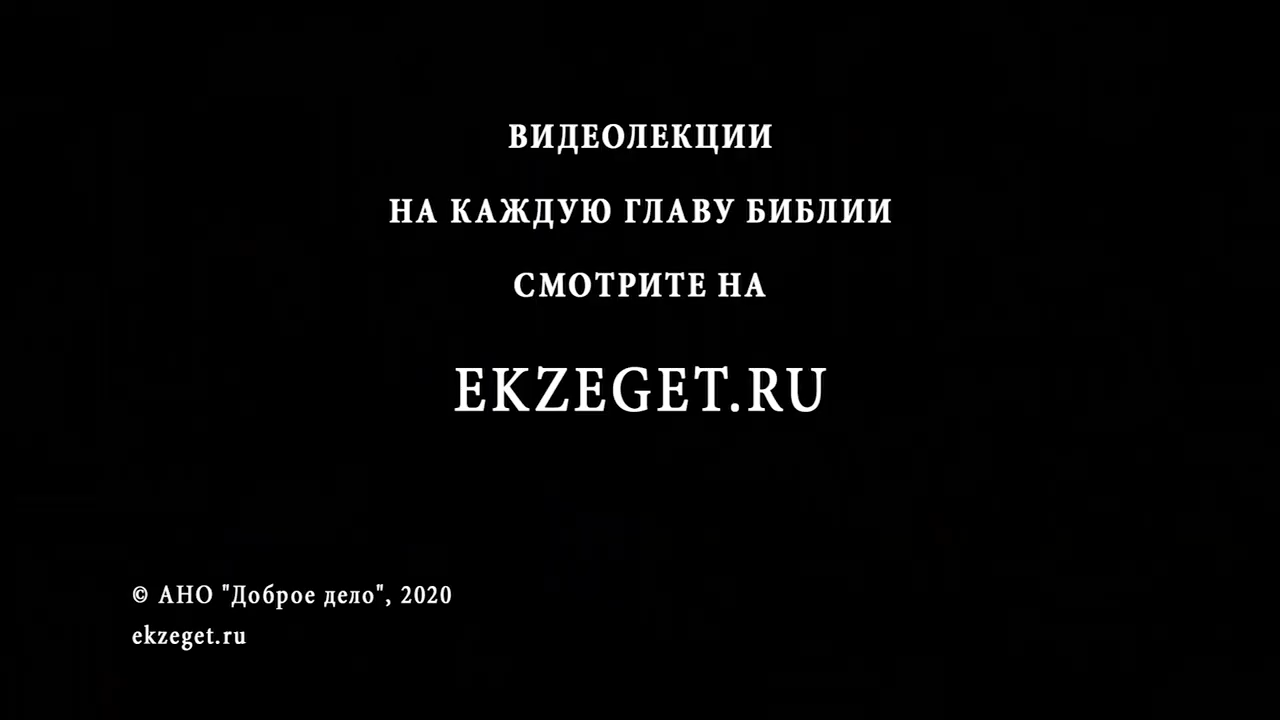 ВИДЕОЛЕКЦИИ
НА КАЖДУЮ ГЛАВУ БИБЛИИ
СМОТРИТЕ НА
EKZEGET.RU
© АНО "Доброе дело", 2020
ekzeget.ru